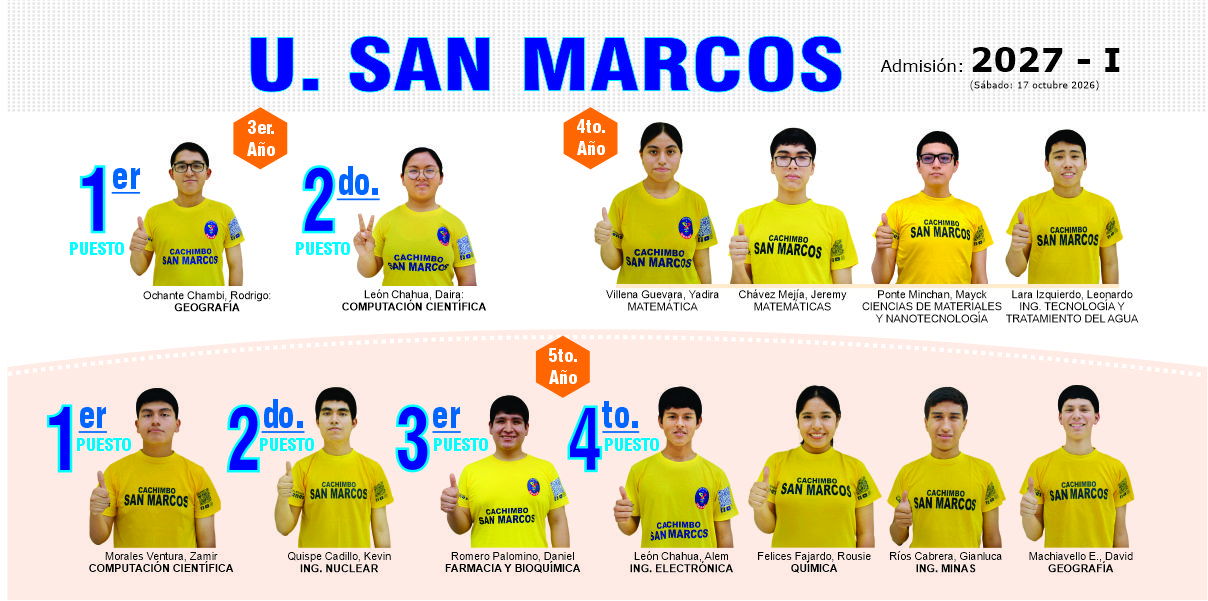 U. SAN MARCOS
Admisión: 2027 - I
(Sábado: 17 octubre 2026)
3er.
Año
1er
PUESTO
CACHIMBO
SAN MARCOS
Ochante Chambi, Rodrigo:
GEOGRAFÍA
2do.
PUESTO
CACHIMBO
SAN MARCOS
León Chahua, Daira:
COMPUTACIÓN CIENTÍFICA
4to.
Año
CACHIMBO
SAN MARCOS
Villena Guevara, Yadira
MATEMÁTICA
CACHIMBO
SAN MARCOS
Chávez Mejía, Jeremy
MATEMÁTICAS
CACHIMBO
SAN MARCOS
Ponte Minchan, Mayck
CIENCIAS DE MATERIALES
Y NANOTECNOLOGÍA
CACHIMBO
SAN MARCOS
Lara Izquierdo, Leonardo
ING. TECNOLOGÍA Y
TRATAMIENTO DEL AGUA
5to.
Año
1er
PUESTO
CACHIMBO
SAN MARCOS
Morales Ventura, Zamir
COMPUTACIÓN CIENTÍFICA
2do.
PUESTO
CACHIMBO
SAN MARCOS
Quispe Cadillo, Kevin
ING. NUCLEAR
3er
PUESTO
CACHIMBO
SAN MARCOS
Romero Palomino, Daniel
FARMACIA Y BIOQUÍMICA
4to.
PUESTO
CACHIMBO
SAN MARCOS
León Chahua, Alem
ING. ELECTRÓNICA
CACHIMBO
SAN MARCOS
Felices Fajardo, Rousie
QUÍMICA
CACHIMBO
SAN MARCOS
Ríos Cabrera, Gianluca
ING. MINAS
CACHIMBO
SAN MARCOS
Machiavello E., David
GEOGRAFÍA